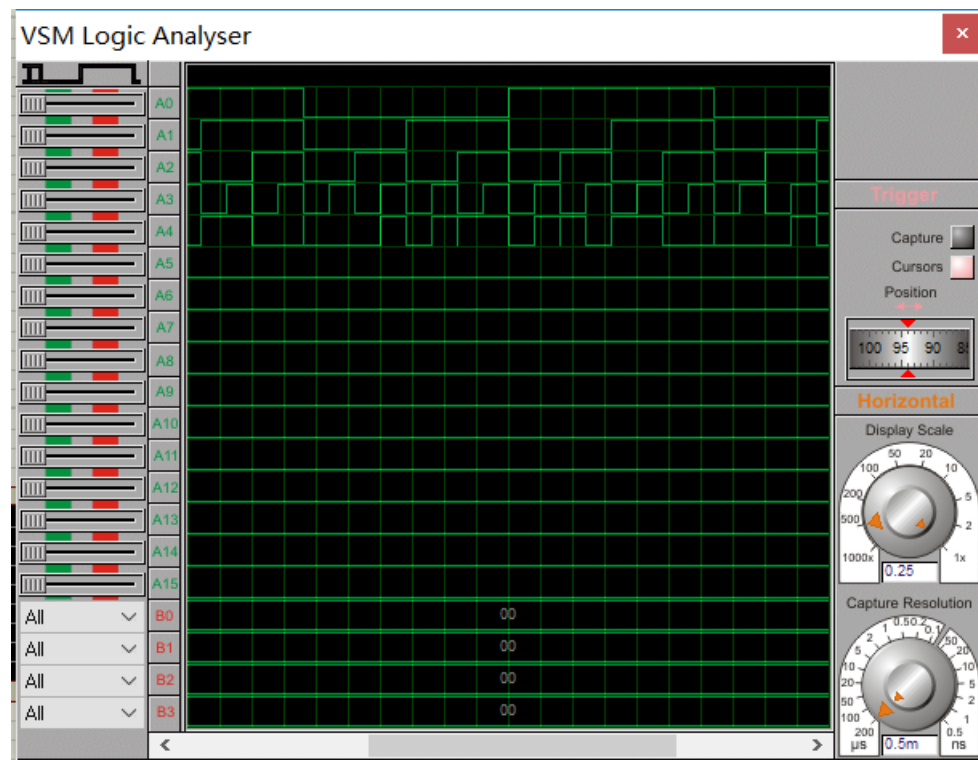 VSM Logic Analyser
A0
A1
A2
A3
A4
A5
A6
A7
A8
A9
A10
A11
A12
A13
A14
A15
All B0 00
All B1 00
All B2 00
All B3 00
Trigger
Capture
Cursors
Position
100 95 90
Horizontal
Display Scale
50 20
100 10
200 5
500 2
1000x 1x
0.25
Capture Resolution
1 0.5 0.2 0.1
2 50
5 20
10 10
20 5
50 2
100 1
200 0.5
µs ns
0.5m